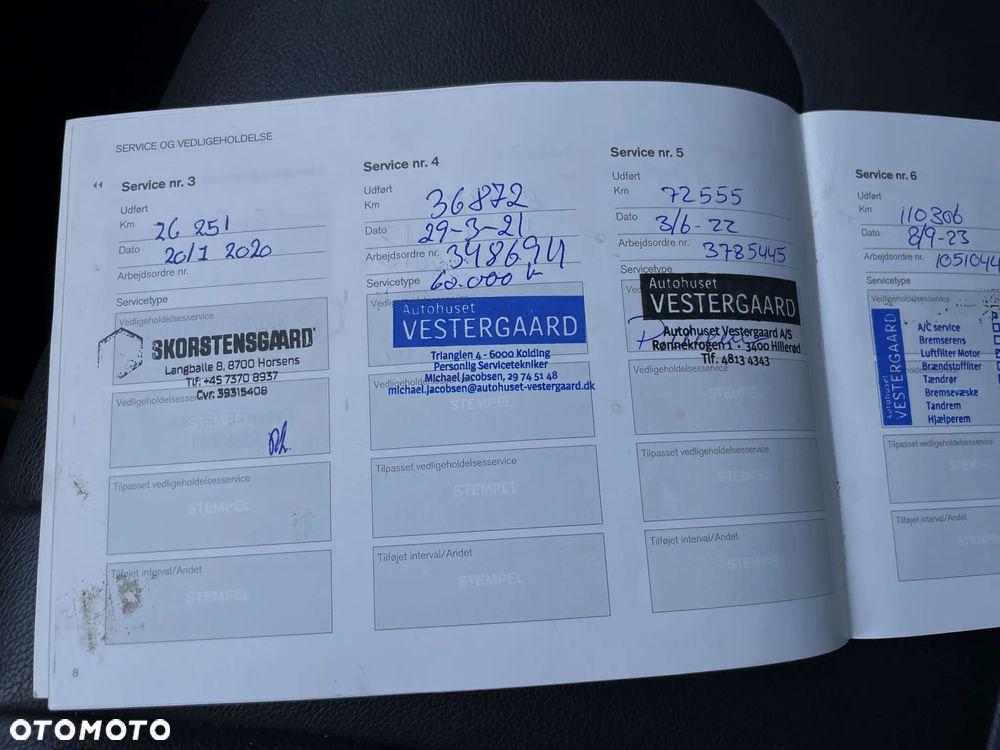 SERVICE OG VEDLIGEHOLDELSE
Service nr. 3
Udført
Km 26 251
Dato 20/1 2020
Arbejdsordre nr.
Servicetype
Vedligeholdelsesservice
SKORSTENSGAARD
Langballe 8, 8700 Horsens
Tlf: +45 7370 8937
Cvr: 39315408
Vedligeholdelsesservice
Tilpasset vedligeholdelsesservice
STEMPEL
Tilføjet interval/Andet
STEMPEL
8
Service nr. 4
Udført
Km 36872
Dato 29-3-21
Arbejdsordre nr. 348694
Servicetype 60.000
Autohuset
VESTERGAARD
Trianglen 4 - 6000 Kolding
Personlig Servicetekniker
Michael Jacobsen, 29 74 51 48
michael.jacobsen@autohuset-vestergaard.dk
STEMPEL
Tilpasset vedligeholdelsesservice
STEMPEL
Tilføjet interval/Andet
STEMPEL
Service nr. 5
Udført
Km 72555
Dato 3/6-22
Arbejdsordre nr. 3785445
Servicetype
Autohuset
VESTERGAARD
Autohuset Vestergaard A/S
Rønnekrogen 1 - 3400 Hillerød
Tlf. 4813 4343
Vedligeholdelsesservice
STEMPEL
Tilpasset vedligeholdelsesservice
STEMPEL
Tilføjet interval/Andet
STEMPEL
Service nr. 6
Udført
Km 110306
Dato 8/9-23
Arbejdsordre nr. 1051044
Servicetype
Vedligeholdelsesservice
Autohuset
VESTERGAARD
A/C service
Bremserens
Luftfilter Motor
Brændstoffilter
Tændrør
Bremsevæske
Tandrem
Hjælperem
Tilpasset vedligeholdelsesservice
Tilføjet interval/Andet
OTOMOTO